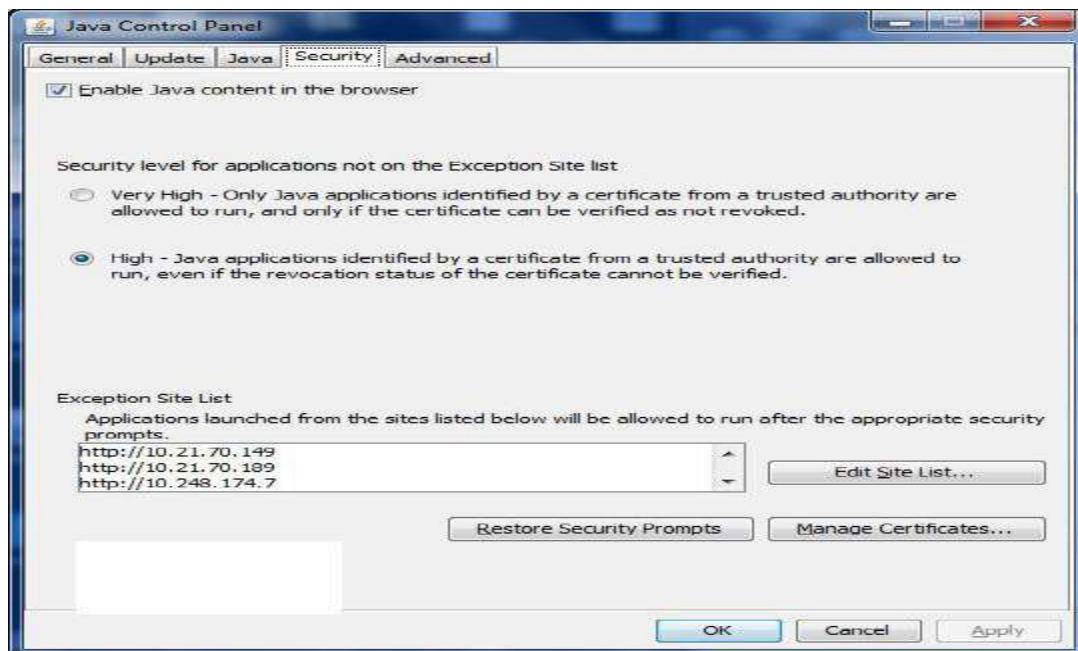 Java Control Panel
General Update Java Security Advanced
Enable Java content in the browser
Security level for applications not on the Exception Site list
Very High - Only Java applications identified by a certificate from a trusted authority are
allowed to run, and only if the certificate can be verified as not revoked.
High - Java applications identified by a certificate from a trusted authority are allowed to
run, even if the revocation status of the certificate cannot be verified.
Exception Site List
Applications launched from the sites listed below will be allowed to run after the appropriate security
prompts.
http://10.21.70.149
http://10.21.70.189
http://10.248.174.7
Edit Site List...
Restore Security Prompts Manage Certificates...
OK Cancel Apply